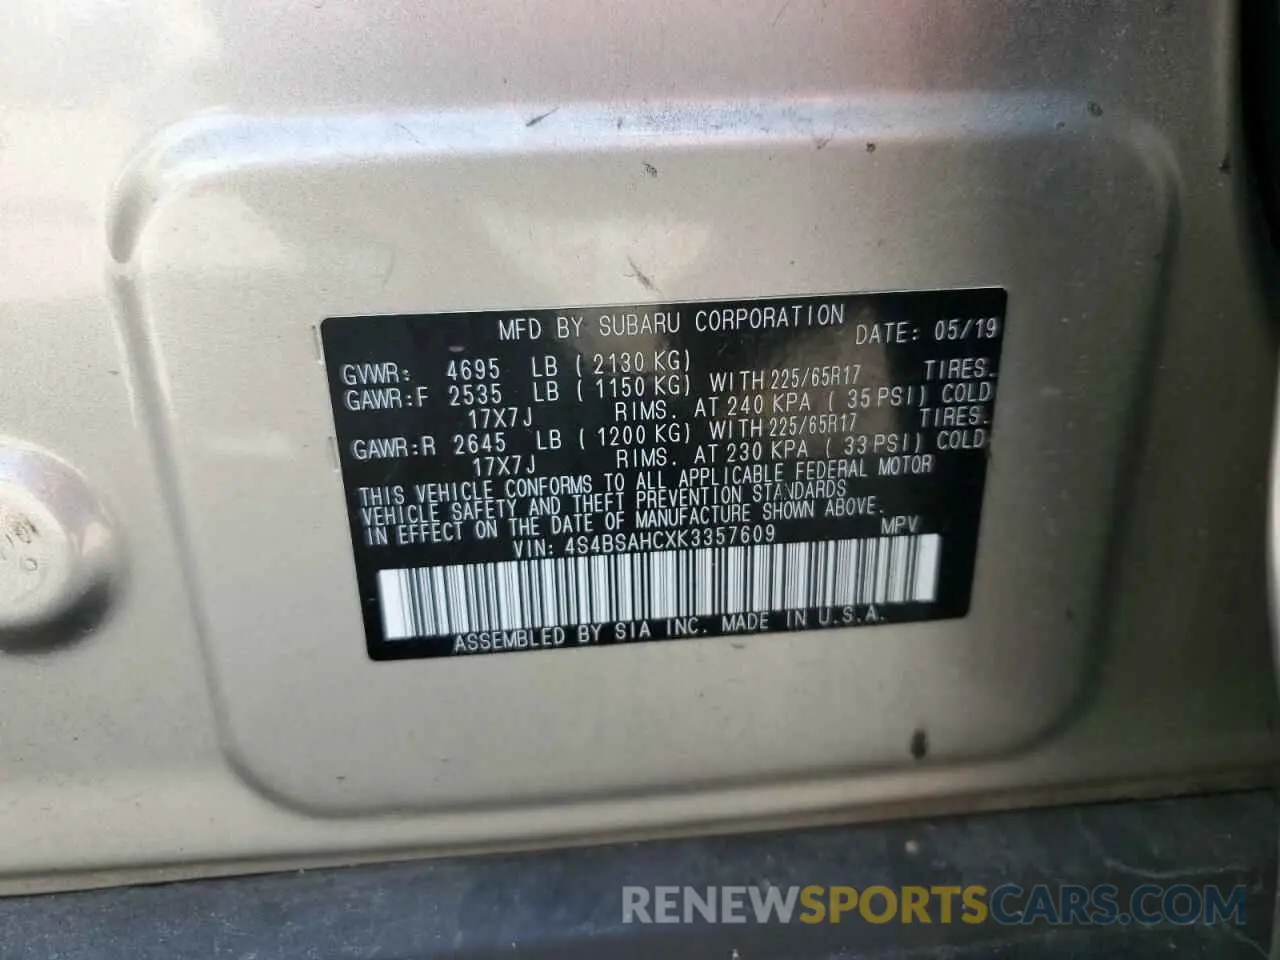 MFD BY SUBARU CORPORATION DATE: 05/19
GVWR: 4695 LB ( 2130 KG)
GAWR:F 2535 LB ( 1150 KG) WITH 225/65R17 TIRES.
17X7J RIMS. AT 240 KPA ( 35 PSI) COLD
GAWR:R 2645 LB ( 1200 KG) WITH 225/65R17 TIRES.
17X7J RIMS. AT 230 KPA ( 33 PSI) COLD
THIS VEHICLE CONFORMS TO ALL APPLICABLE FEDERAL MOTOR
VEHICLE SAFETY AND THEFT PREVENTION STANDARDS
IN EFFECT ON THE DATE OF MANUFACTURE SHOWN ABOVE.
VIN: 4S4BSAHCXK3357609 MPV
ASSEMBLED BY SIA INC. MADE IN U.S.A.
RENEWSPORTSCARS.COM